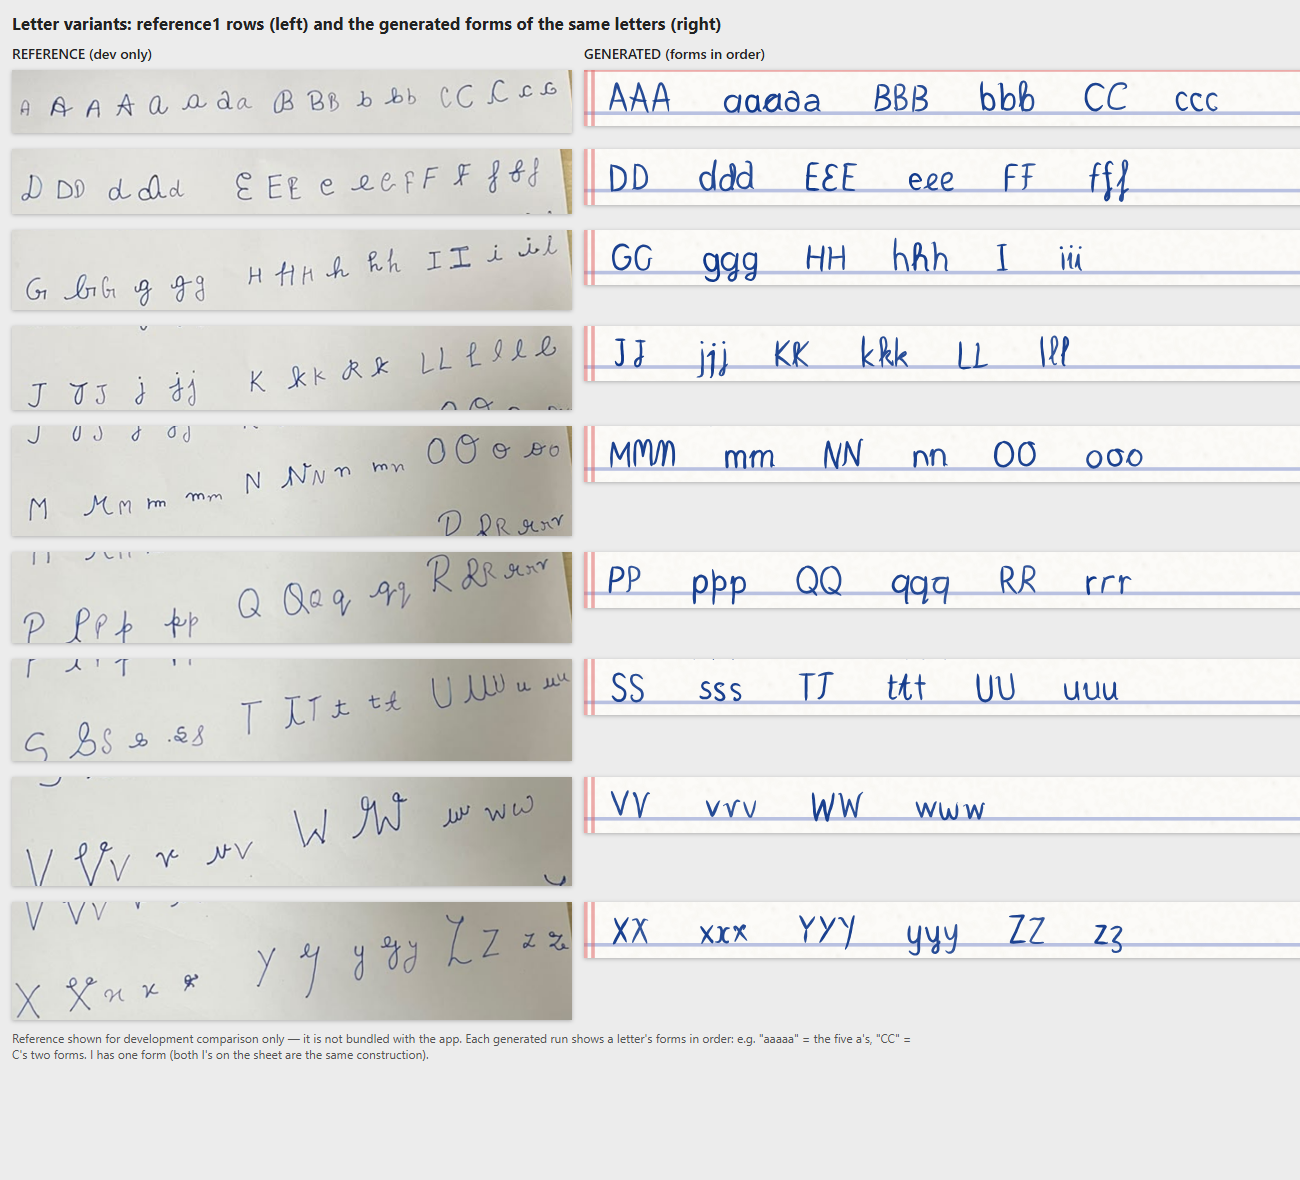 Letter variants: reference1 rows (left) and the generated forms of the same letters (right)
REFERENCE (dev only) GENERATED (forms in order)
A A A A a a a a B B B b b b C C C c c AAA aaaaa BBB bbb CC ccc
D D D d d d d E E E e e e F F F f f f DD ddd EEE eee FF fff
G G G g g g H H H h h h I I i i i GG ggg HH hhh I iii
J J J j j j K k K k k L L l l l l JJ jjj KK kkk LL lll
M M M m m m N N N n m n O O o o o MMM mm NN nn OO ooo
P P P p p p Q Q Q q q q R R R r r r PP ppp QQ qqq RR rrr
S S S s s s T T T t t t U U U u u u SS sss TT ttt UU uuu
V V V v v v W W W w w w VV vvv WW www
X X x x x Y y y y y Z Z z z XX xxx YYY yyy ZZ zz
Reference shown for development comparison only — it is not bundled with the app. Each generated run shows a letter's forms in order: e.g. "aaaaa" = the five a's, "CC" =
C's two forms. I has one form (both I's on the sheet are the same construction).